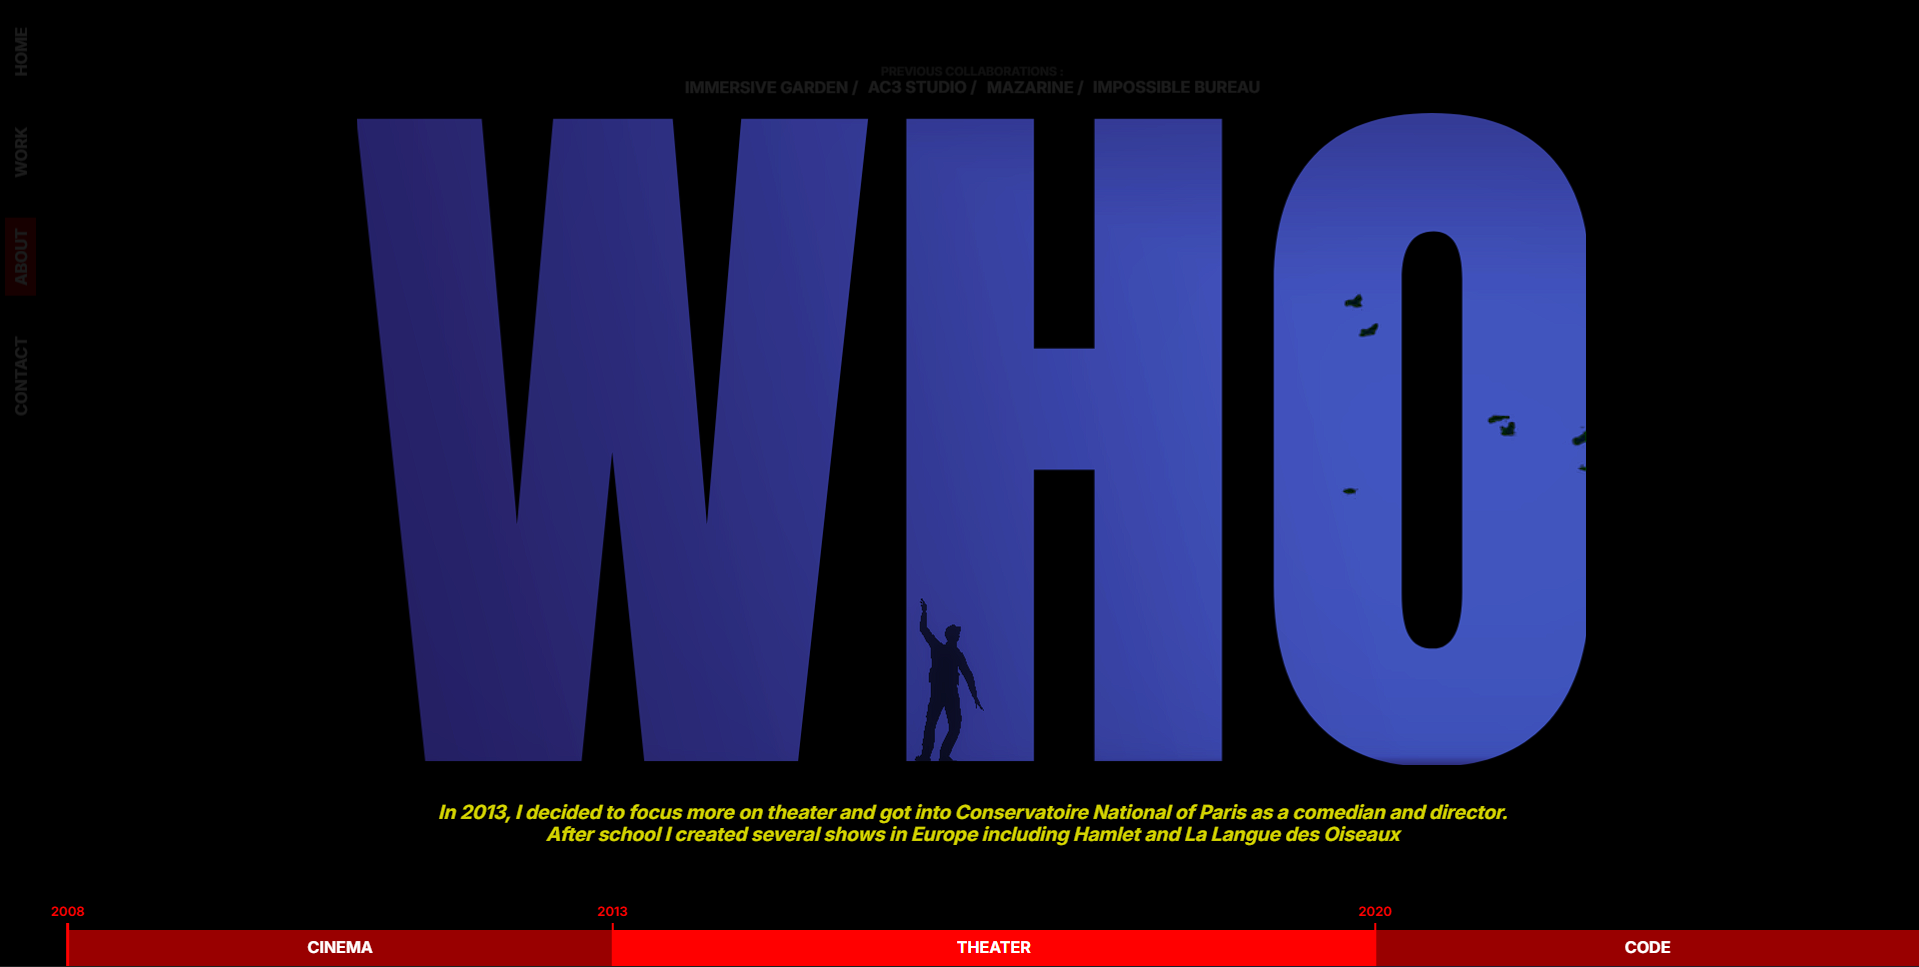 HOME
WORK
ABOUT
CONTACT
PREVIOUS COLLABORATIONS :
IMMERSIVE GARDEN / AC3 STUDIO / MAZARINE / IMPOSSIBLE BUREAU
WHO
In 2013, I decided to focus more on theater and got into Conservatoire National of Paris as a comedian and director.
After school I created several shows in Europe including Hamlet and La Langue des Oiseaux
2008 2013 2020
CINEMA THEATER CODE